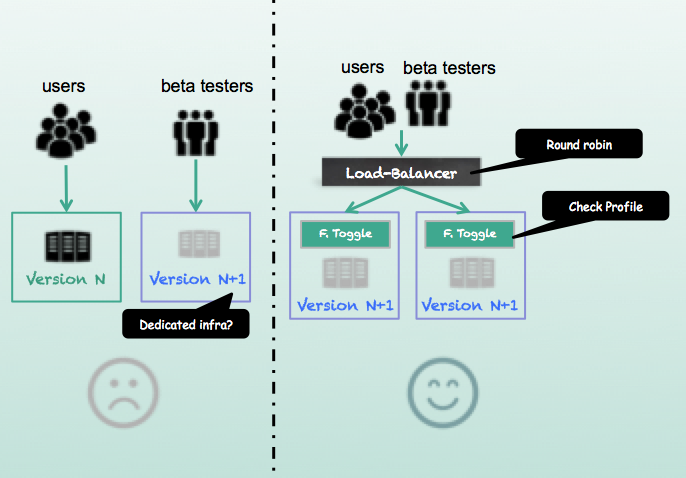 users
beta testers
Version N
Version N+1
Dedicated infra?
users
beta testers
Load-Balancer
Round robin
F. Toggle
F. Toggle
Check Profile
Version N+1
Version N+1